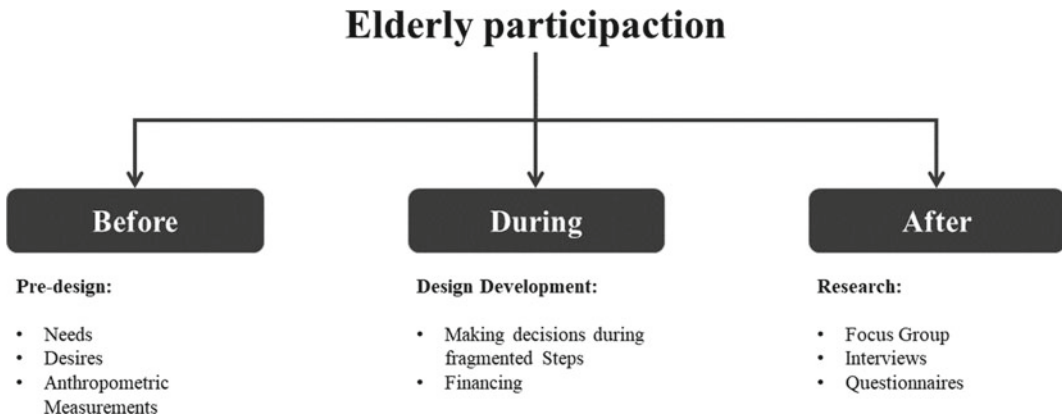 Elderly participaction
Before
During
After
Pre-design:
• Needs
• Desires
• Anthropometric
Measurements
Design Development:
• Making decisions during
fragmented Steps
• Financing
Research:
• Focus Group
• Interviews
• Questionnaires